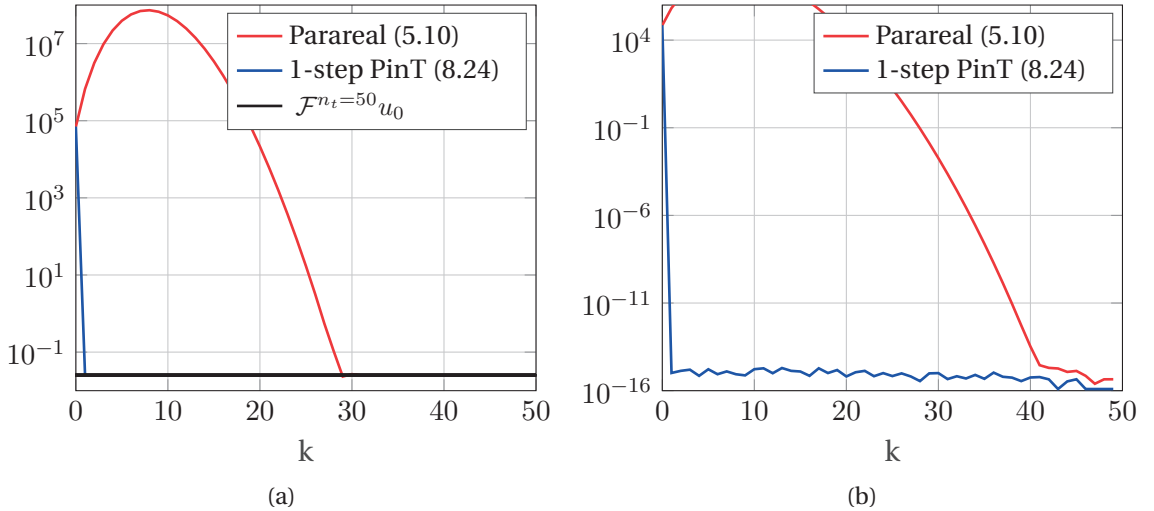 10^7
10^5
10^3
10^1
10^{-1}
0 10 20 30 40 50
k
Parareal (5.10)
1-step PinT (8.24)
\mathcal{F}^{n_t=50}u_0
(a)
10^4
10^{-1}
10^{-6}
10^{-11}
10^{-16}
0 10 20 30 40 50
k
Parareal (5.10)
1-step PinT (8.24)
(b)